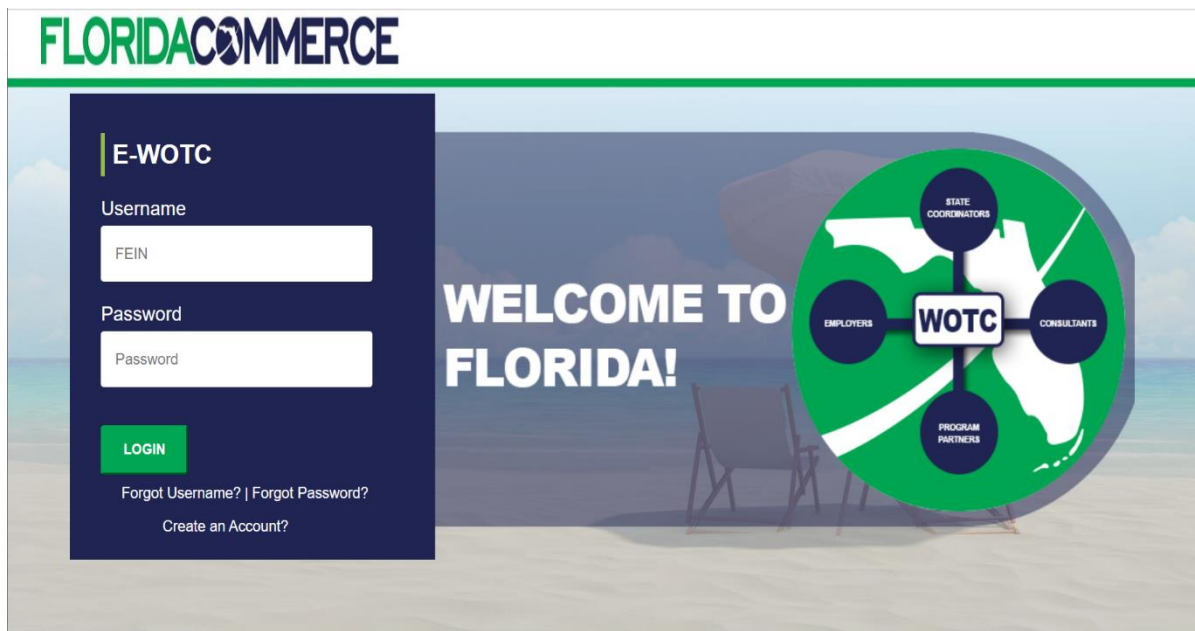 FLORIDACOMMERCE
E-WOTC
Username
FEIN
Password
Password
LOGIN
Forgot Username? | Forgot Password?
Create an Account?
WELCOME TO
FLORIDA!
STATE
COORDINATORS
EMPLOYERS
WOTC
CONSULTANTS
PROGRAM
PARTNERS